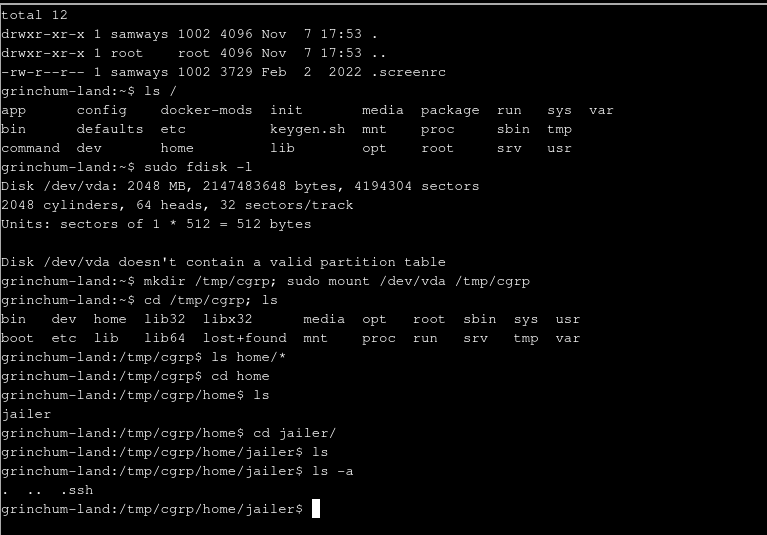 total 12
drwxr-xr-x 1 samways 1002 4096 Nov  7 17:53 .
drwxr-xr-x 1 root    root 4096 Nov  7 17:53 ..
-rw-r--r-- 1 samways 1002 3729 Feb  2  2022 .screenrc
grinchum-land:~$ ls /
app      config    docker-mods  init       media  package  run   sys  var
bin      defaults  etc          keygen.sh  mnt    proc     sbin  tmp
command  dev       home         lib        opt    root     srv   usr
grinchum-land:~$ sudo fdisk -l
Disk /dev/vda: 2048 MB, 2147483648 bytes, 4194304 sectors
2048 cylinders, 64 heads, 32 sectors/track
Units: sectors of 1 * 512 = 512 bytes

Disk /dev/vda doesn't contain a valid partition table
grinchum-land:~$ mkdir /tmp/cgrp; sudo mount /dev/vda /tmp/cgrp
grinchum-land:~$ cd /tmp/cgrp; ls
bin   dev  home  lib32  libx32      media  opt   root  sbin  sys  usr
boot  etc  lib   lib64  lost+found  mnt    proc  run   srv   tmp  var
grinchum-land:/tmp/cgrp$ ls home/*
grinchum-land:/tmp/cgrp$ cd home
grinchum-land:/tmp/cgrp/home$ ls
jailer
grinchum-land:/tmp/cgrp/home$ cd jailer/
grinchum-land:/tmp/cgrp/home/jailer$ ls
grinchum-land:/tmp/cgrp/home/jailer$ ls -a
.  ..  .ssh
grinchum-land:/tmp/cgrp/home/jailer$